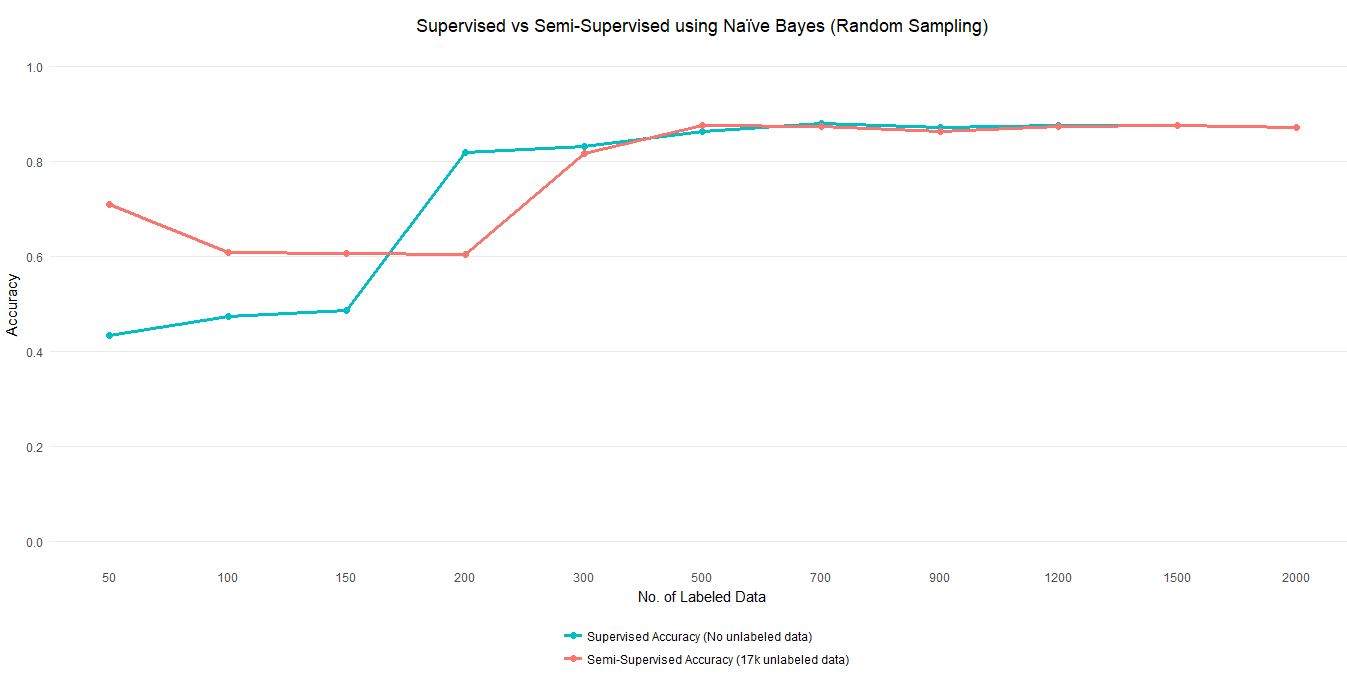 Supervised vs Semi-Supervised using Naïve Bayes (Random Sampling)
1.0
0.8
0.6
0.4
0.2
0.0
Accuracy
50 100 150 200 300 500 700 900 1200 1500 2000
No. of Labeled Data
Supervised Accuracy (No unlabeled data)
Semi-Supervised Accuracy (17k unlabeled data)